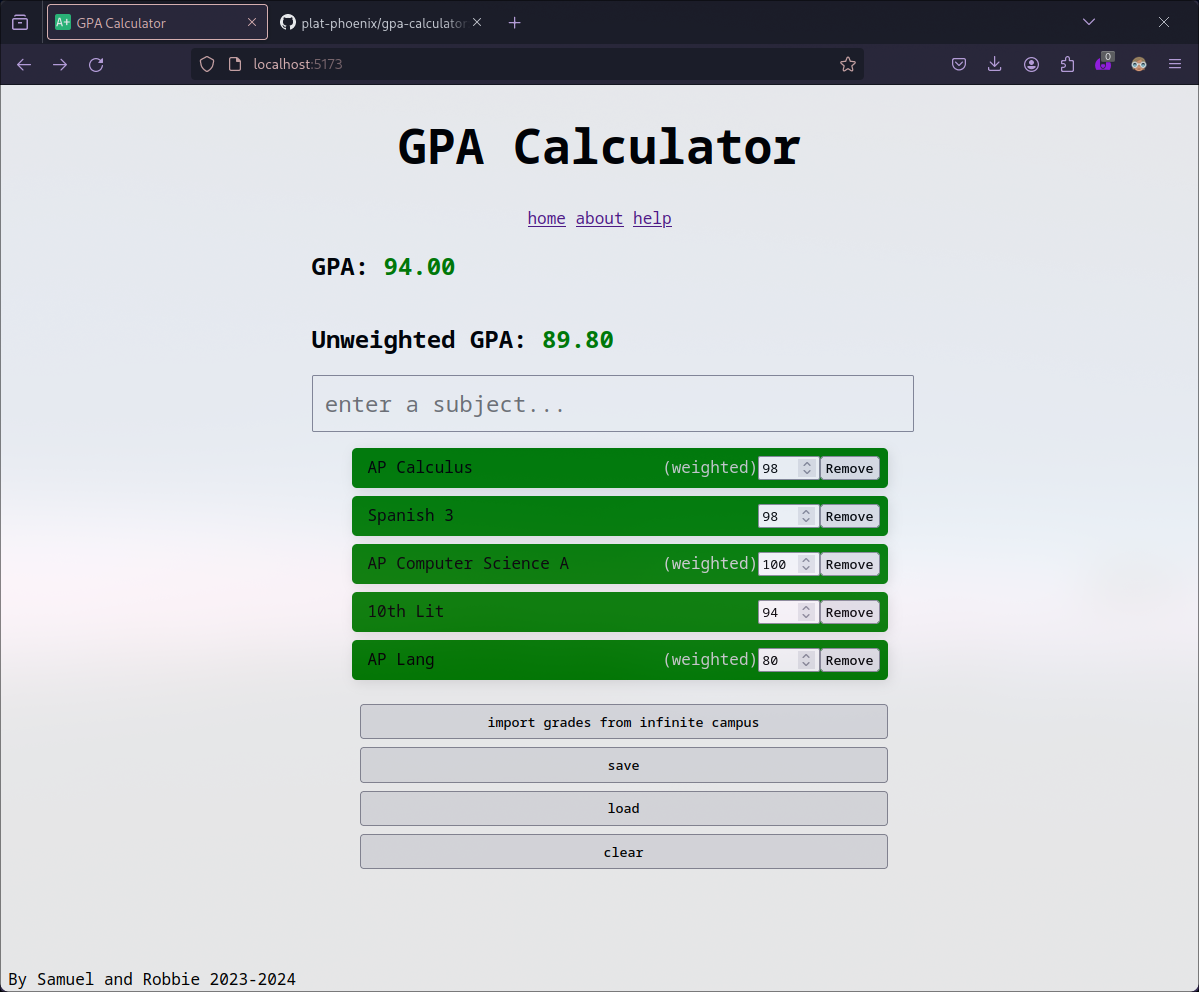 A+ GPA Calculator
plat-phoenix/gpa-calculator
localhost:5173
0
GPA Calculator
home about help
GPA: 94.00
Unweighted GPA: 89.80
enter a subject...
AP Calculus (weighted) 98 Remove
Spanish 3 98 Remove
AP Computer Science A (weighted) 100 Remove
10th Lit 94 Remove
AP Lang (weighted) 80 Remove
import grades from infinite campus
save
load
clear
By Samuel and Robbie 2023-2024